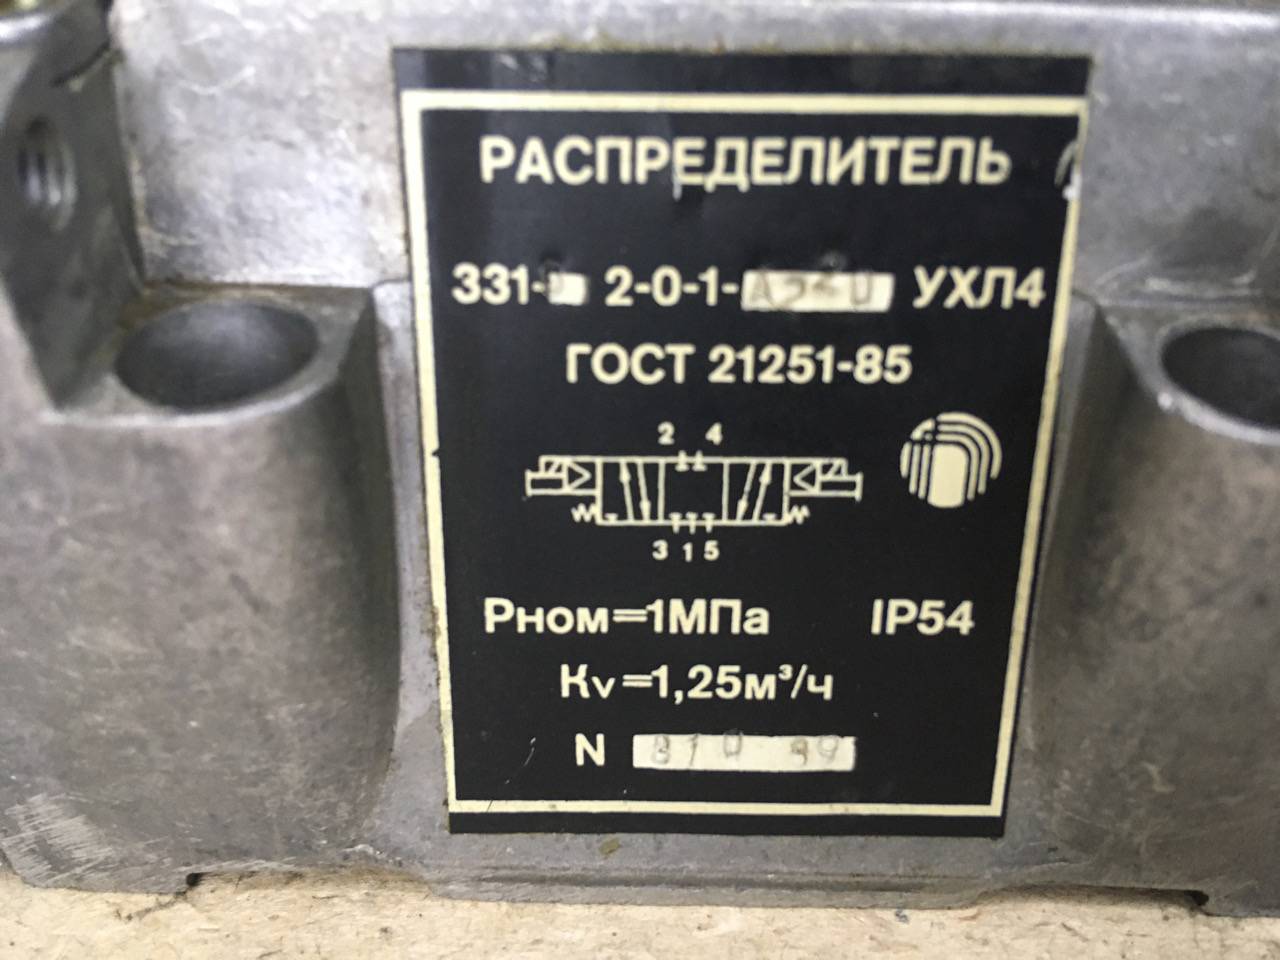 РАСПРЕДЕЛИТЕЛЬ
331- 2-0-1- УХЛ4
ГОСТ 21251-85
2 4
3 1 5
Рном=1МПа IP54
Kv=1,25м³/ч
N